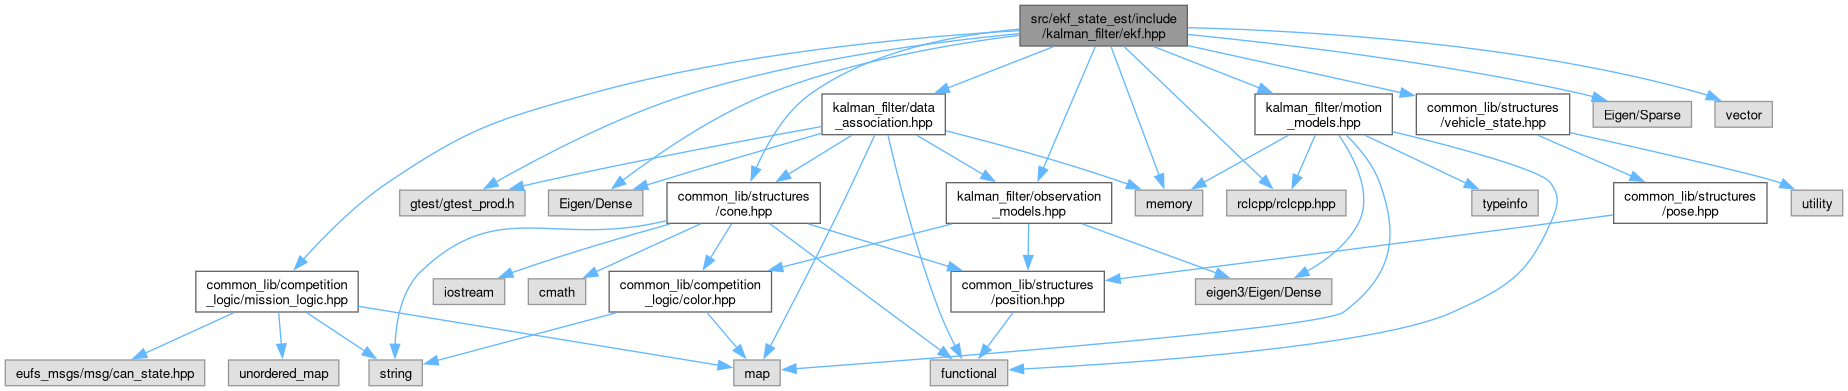 src/ekf_state_est/include
/kalman_filter/ekf.hpp
kalman_filter/data
_association.hpp
kalman_filter/motion
_models.hpp
common_lib/structures
/vehicle_state.hpp
Eigen/Sparse
vector
gtest/gtest_prod.h
Eigen/Dense
common_lib/structures
/cone.hpp
kalman_filter/observation
_models.hpp
memory
rclcpp/rclcpp.hpp
typeinfo
common_lib/structures
/pose.hpp
utility
common_lib/competition
_logic/mission_logic.hpp
iostream
cmath
common_lib/competition
_logic/color.hpp
common_lib/structures
/position.hpp
eigen3/Eigen/Dense
eufs_msgs/msg/can_state.hpp
unordered_map
string
map
functional